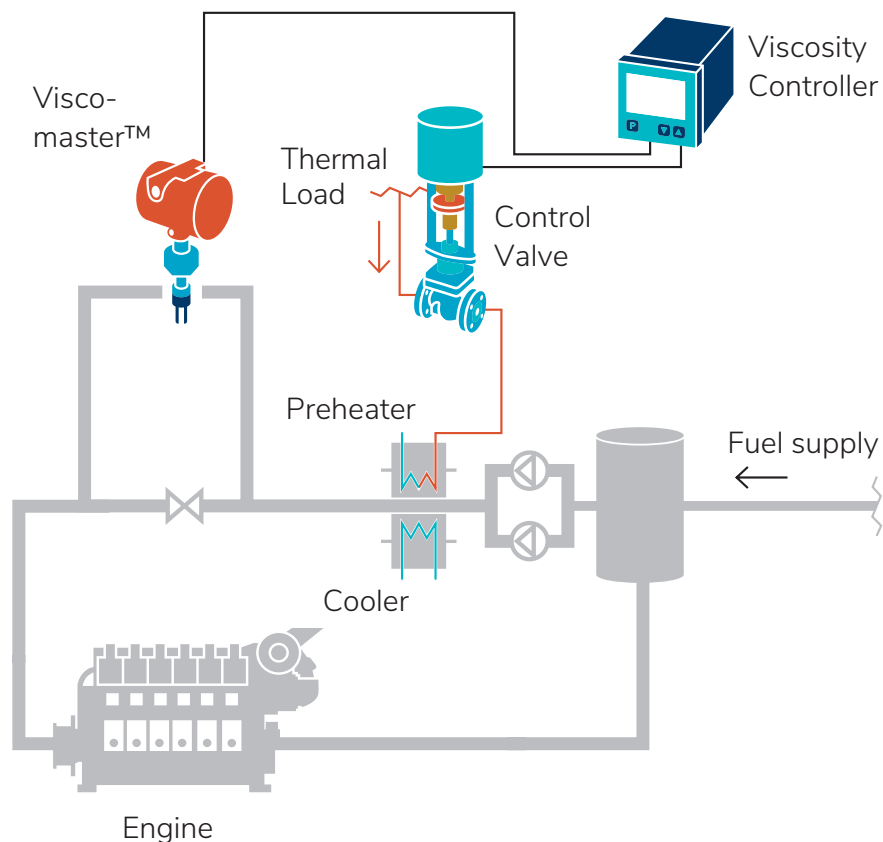 Visco-
master™
Thermal
Load
Control
Valve
Viscosity
Controller
P
Preheater
Fuel supply
Cooler
Engine